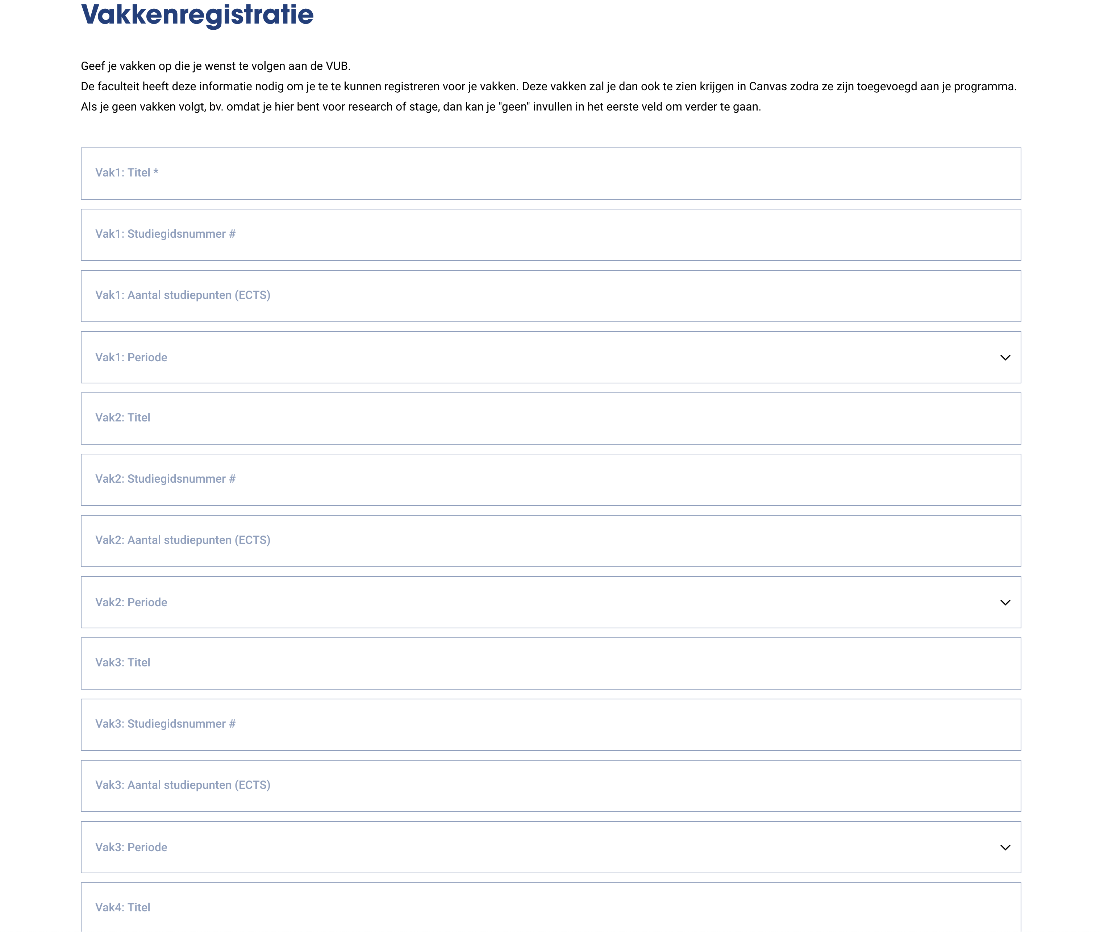 Vakkenregistratie
Geef je vakken op die je wenst te volgen aan de VUB.
De faculteit heeft deze informatie nodig om je te te kunnen registreren voor je vakken. Deze vakken zal je dan ook te zien krijgen in Canvas zodra ze zijn toegevoegd aan je programma.
Als je geen vakken volgt, bv. omdat je hier bent voor research of stage, dan kan je "geen" invullen in het eerste veld om verder te gaan.
Vak1: Titel *
Vak1: Studiegidsnummer #
Vak1: Aantal studiepunten (ECTS)
Vak1: Periode
Vak2: Titel
Vak2: Studiegidsnummer #
Vak2: Aantal studiepunten (ECTS)
Vak2: Periode
Vak3: Titel
Vak3: Studiegidsnummer #
Vak3: Aantal studiepunten (ECTS)
Vak3: Periode
Vak4: Titel